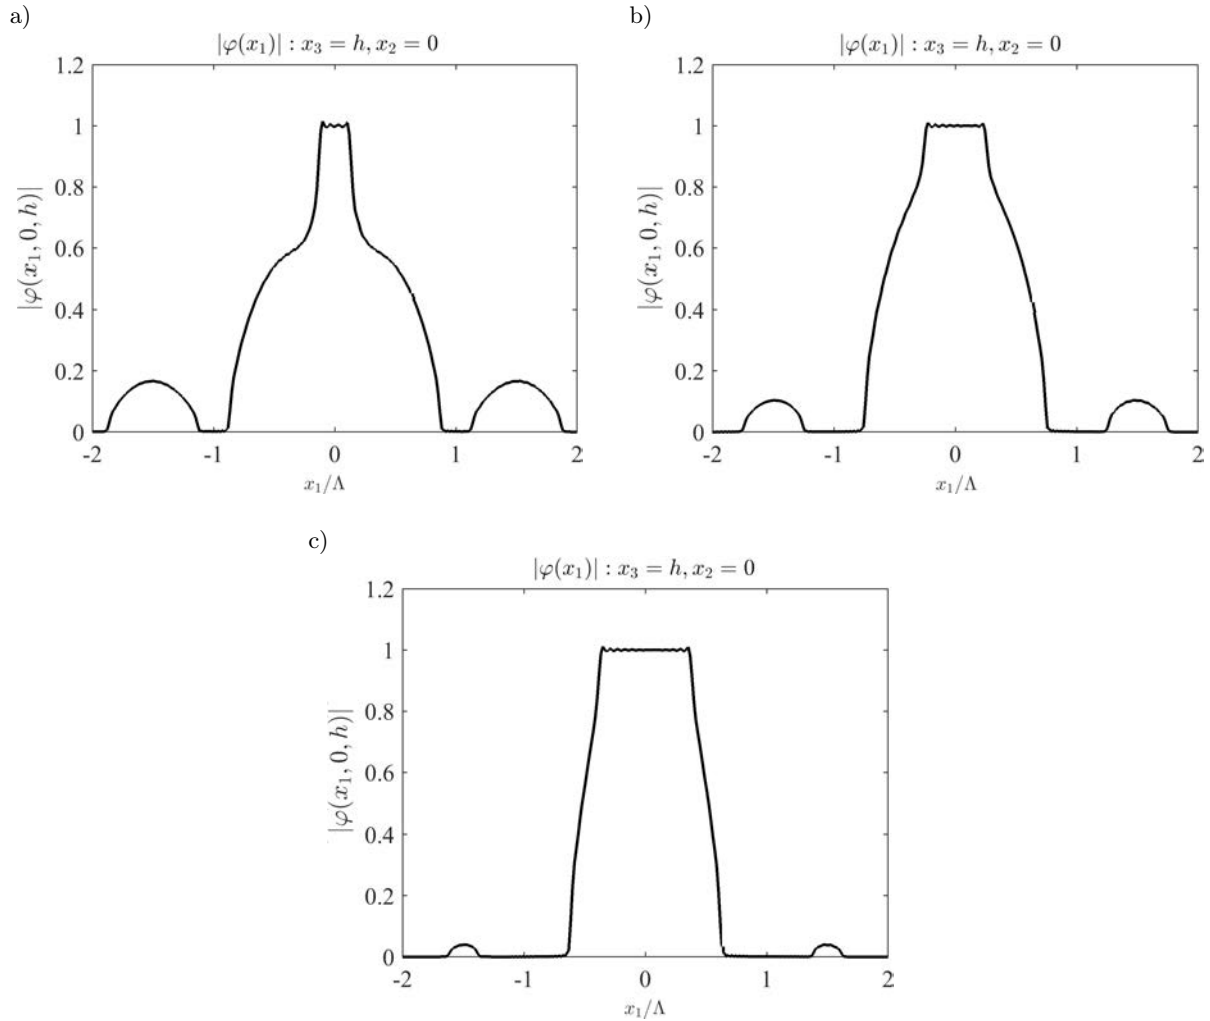 a)
|φ(x₁)| : x₃ = h, x₂ = 0
1.2
1
0.8
0.6
0.4
0.2
0
|φ(x₁, 0, h)|
-2 -1 0 1 2
x₁/Λ
b)
|φ(x₁)| : x₃ = h, x₂ = 0
1.2
1
0.8
0.6
0.4
0.2
0
|φ(x₁, 0, h)|
-2 -1 0 1 2
x₁/Λ
c)
|φ(x₁)| : x₃ = h, x₂ = 0
1.2
1
0.8
0.6
0.4
0.2
0
|φ(x₁, 0, h)|
-2 -1 0 1 2
x₁/Λ